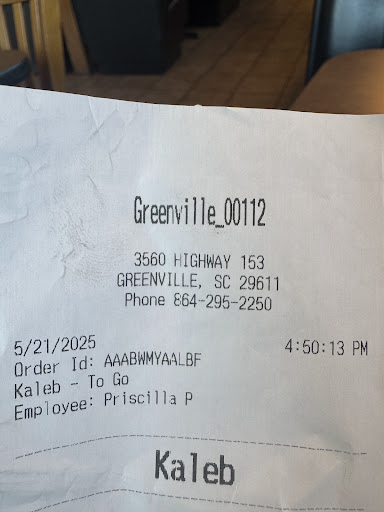 Greenville_00112
3560 HIGHWAY 153
GREENVILLE, SC 29611
Phone 864-295-2250
5/21/2025 4:50:13 PM
Order Id: AAABWMYAALBF
Kaleb - To Go
Employee: Priscilla P
Kaleb